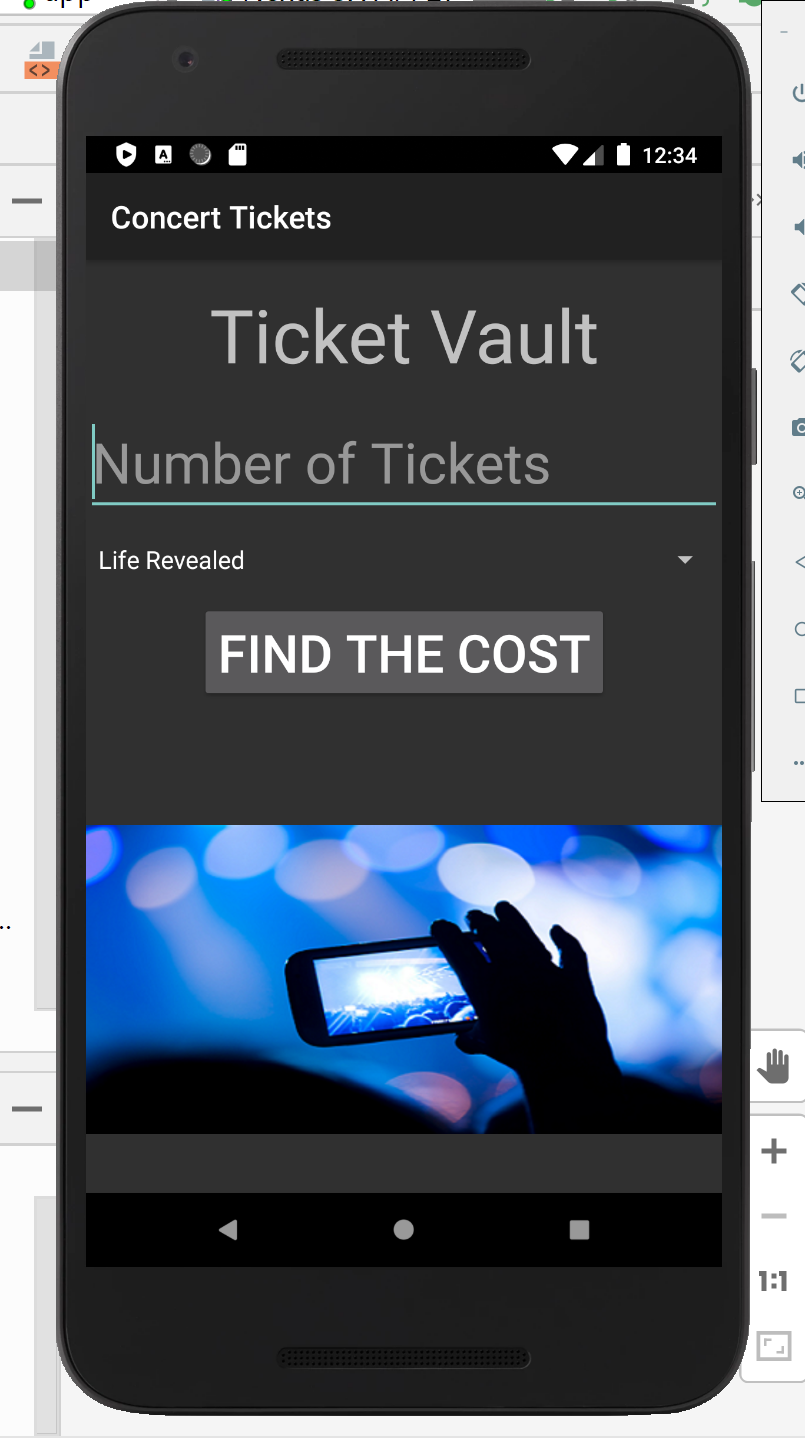 12:34
Concert Tickets
Ticket Vault
Number of Tickets
Life Revealed
FIND THE COST
1:1